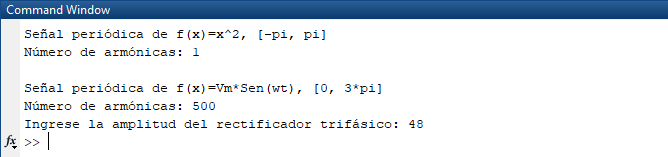 Command Window
Señal periódica de f(x)=x^2, [-pi, pi]
Número de armónicas: 1
Señal periódica de f(x)=Vm*Sen(wt), [0, 3*pi]
Número de armónicas: 500
Ingrese la amplitud del rectificador trifásico: 48
fx >>